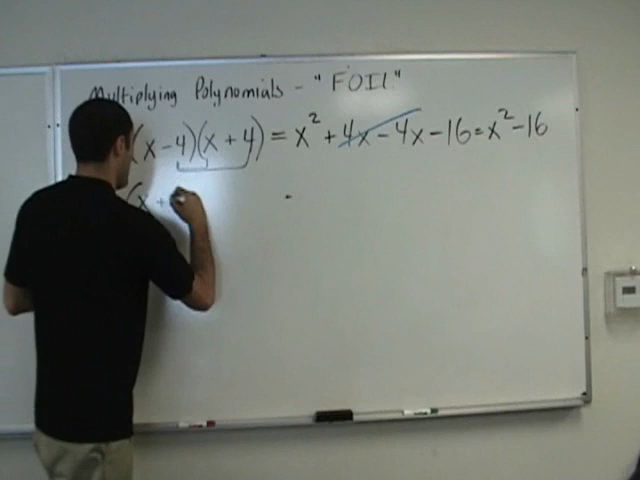 Multiplying Polynomials - "FOIL"
(x - 4)(x + 4) = x² + 4x - 4x - 16 = x² - 16
(x +